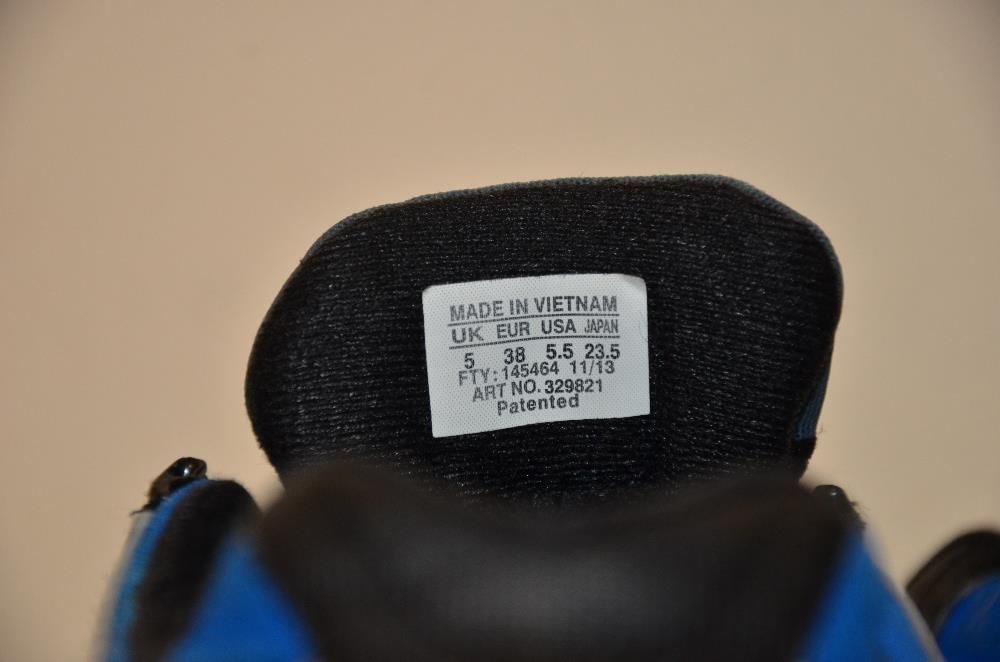 MADE IN VIETNAM
UK EUR USA JAPAN
5 38 5.5 23.5
FTY: 145464 11/13
ART NO. 329821
Patented